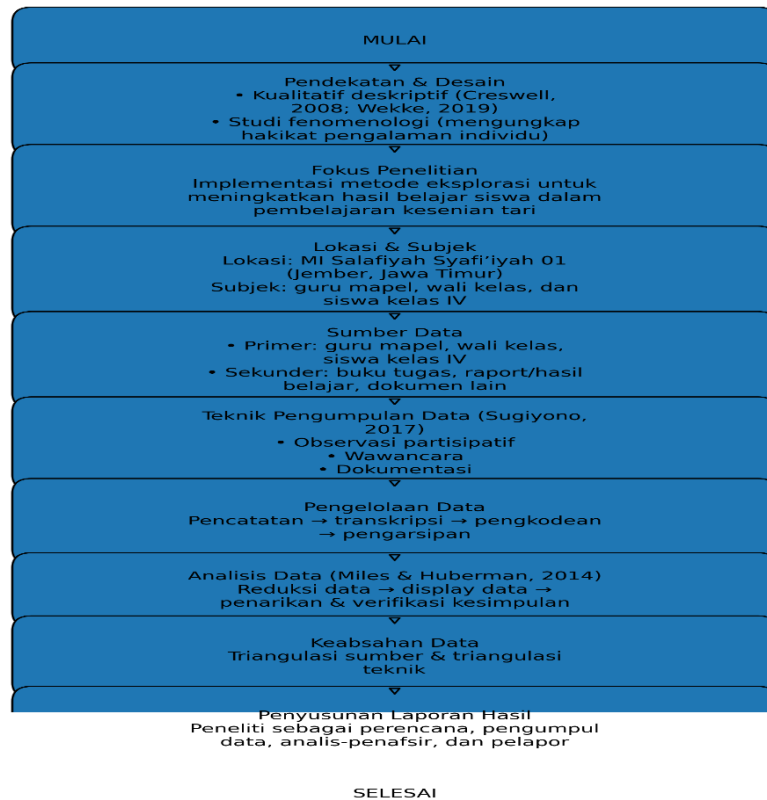 MULAI
Pendekatan & Desain
• Kualitatif deskriptif (Creswell,
2008; Wekke, 2019)
• Studi fenomenologi (mengungkap
hakikat pengalaman individu)
Fokus Penelitian
Implementasi metode eksplorasi untuk
meningkatkan hasil belajar siswa dalam
pembelajaran kesenian tari
Lokasi & Subjek
Lokasi: MI Salafiyah Syafi’iyah 01
(Jember, Jawa Timur)
Subjek: guru mapel, wali kelas, dan
siswa kelas IV
Sumber Data
• Primer: guru mapel, wali kelas,
siswa kelas IV
• Sekunder: buku tugas, raport/hasil
belajar, dokumen lain
Teknik Pengumpulan Data (Sugiyono,
2017)
• Observasi partisipatif
• Wawancara
• Dokumentasi
Pengelolaan Data
Pencatatan → transkripsi → pengkodean
→ pengarsipan
Analisis Data (Miles & Huberman, 2014)
Reduksi data → display data →
penarikan & verifikasi kesimpulan
Keabsahan Data
Triangulasi sumber & triangulasi
teknik
Penyusunan Laporan Hasil
Peneliti sebagai perencana, pengumpul
data, analis-penafsir, dan pelapor
SELESAI